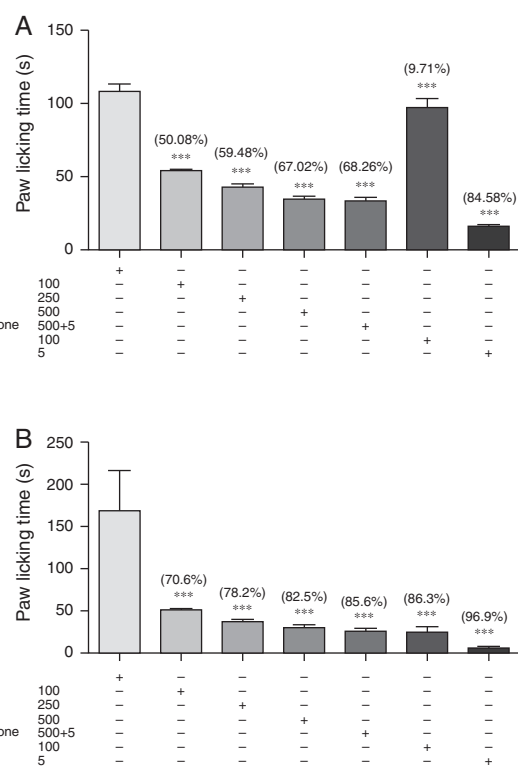 A
150
100
50
0
Paw licking time (s)
(50.08%)
(59.48%)
(67.02%)
(68.26%)
(9.71%)
(84.58%)
***
***
***
***
***
***
+ – – – – – –
100 – + – – – – –
250 – – + – – – –
500 – – – + – – –
one 500+5 – – – – + – –
100 – – – – – + –
5 – – – – – – +
B
250
200
150
100
50
0
Paw licking time (s)
(70.6%)
(78.2%)
(82.5%)
(85.6%)
(86.3%)
(96.9%)
***
***
***
***
***
***
+ – – – – – –
100 – + – – – – –
250 – – + – – – –
500 – – – + – – –
one 500+5 – – – – + – –
100 – – – – – + –
5 – – – – – – +